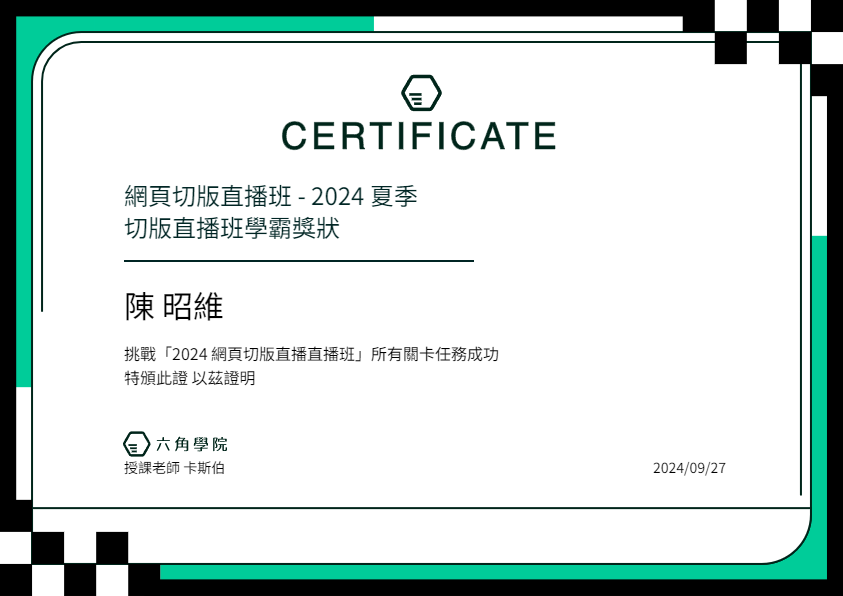 CERTIFICATE
網頁切版直播班 - 2024 夏季
切版直播班學霸獎狀
陳 昭維
挑戰「2024 網頁切版直播直播班」所有關卡任務成功
特頒此證 以茲證明
六角學院
授課老師 卡斯伯
2024/09/27